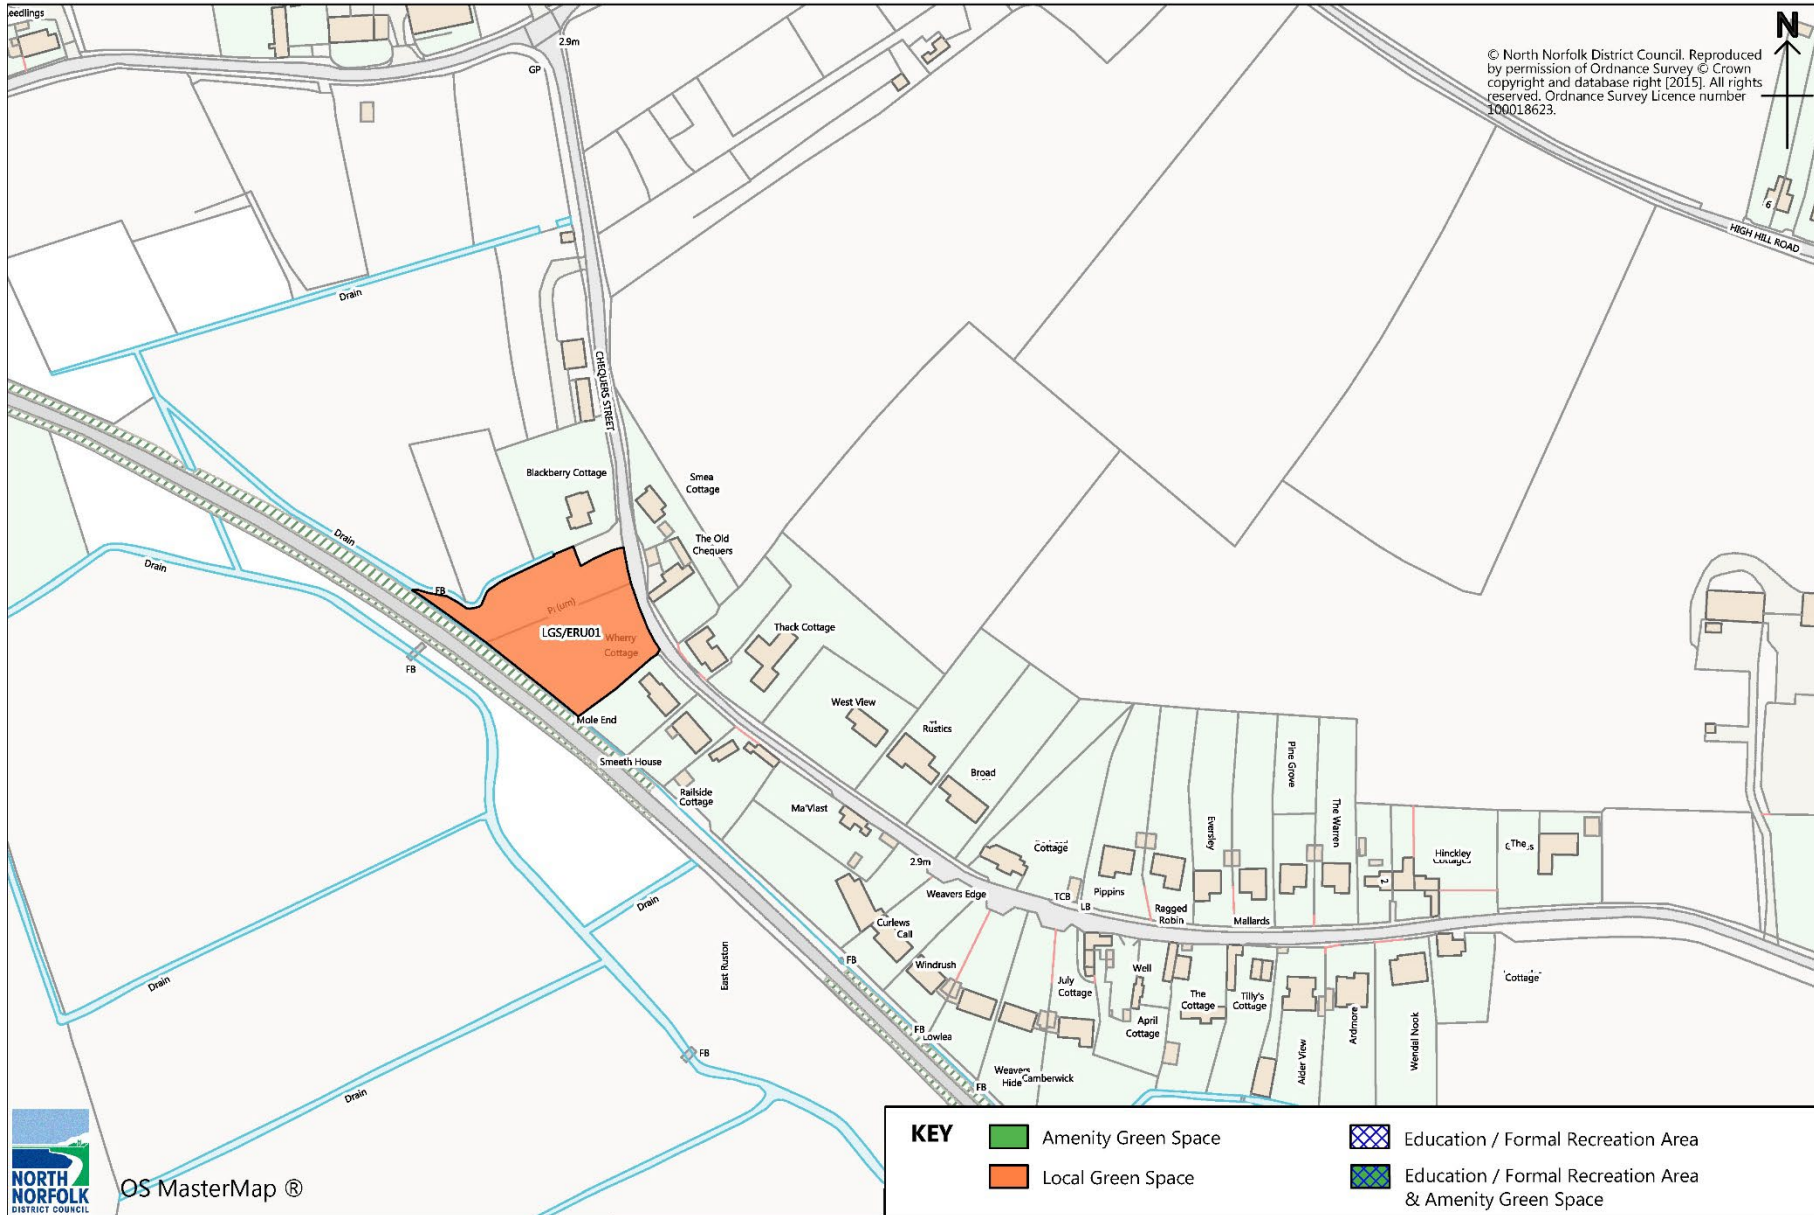 eedlings
2.9m
GP
N
© North Norfolk District Council. Reproduced
by permission of Ordnance Survey © Crown
copyright and database right [2015]. All rights
reserved. Ordnance Survey Licence number
100018623.
6
HIGH HILL ROAD
Drain
CHEQUERS STREET
Blackberry Cottage
Smea
Cottage
The Old
Chequers
Drain
Drain
FB
FB
Pi (um)
LGS/ERU01
Wherry
Cottage
Thack Cottage
West View
Rustics
Broad
Mole End
Smeeth House
Railside
Cottage
Ma'Vlast
Pine Grove
The Warren
Eversley
Hinckley
Cottages
The
2
Cottage
2.9m
Weavers Edge
TCB
LB
Pippins
Ragged
Robin
Mallards
Curlews
Call
Windrush
FB
July
Cottage
Well
April
Cottage
The
Cottage
Tilly's
Cottage
Alder View
Ardmore
Wendal Nook
Cottage
Drain
Drain
East Ruston
FB
Lowlea
FB
Weavers
Hide
Camberwick
FB
Drain
NORTH
NORFOLK
DISTRICT COUNCIL
OS MasterMap ®
KEY
Amenity Green Space
Local Green Space
Education / Formal Recreation Area
Education / Formal Recreation Area
& Amenity Green Space